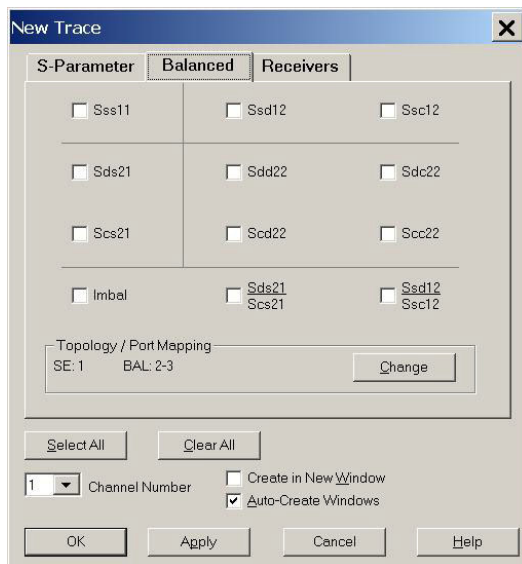 New Trace
S-Parameter Balanced Receivers
Sss11 Ssd12 Ssc12
Sds21 Sdd22 Sdc22
Scs21 Scd22 Scc22
Imbal Sds21 Ssd12
Scs21 Ssc12
Topology / Port Mapping
SE: 1 BAL: 2-3 Change
Select All Clear All
1 Channel Number Create in New Window
Auto-Create Windows
OK Apply Cancel Help